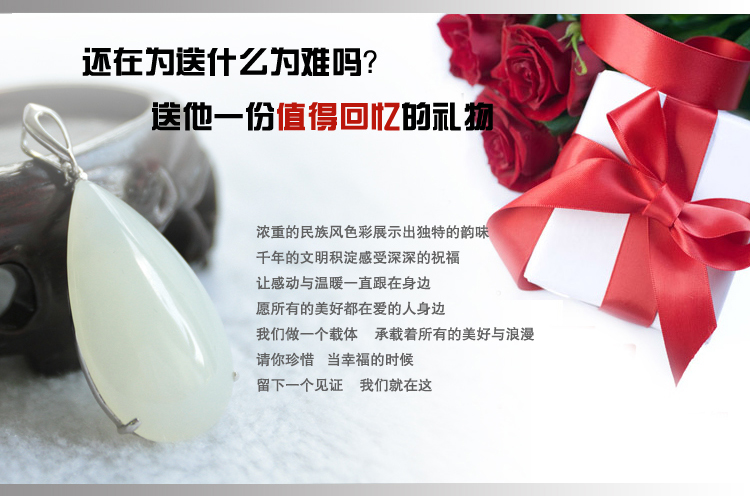 还在为送什么为难吗?
送他一份值得回忆的礼物
浓重的民族风色彩展示出独特的韵味
千年的文明积淀感受深深的祝福
让感动与温暖一直跟在身边
愿所有的美好都在爱的人身边
我们做一个载体 承载着所有的美好与浪漫
请你珍惜 当幸福的时候
留下一个见证 我们就在这